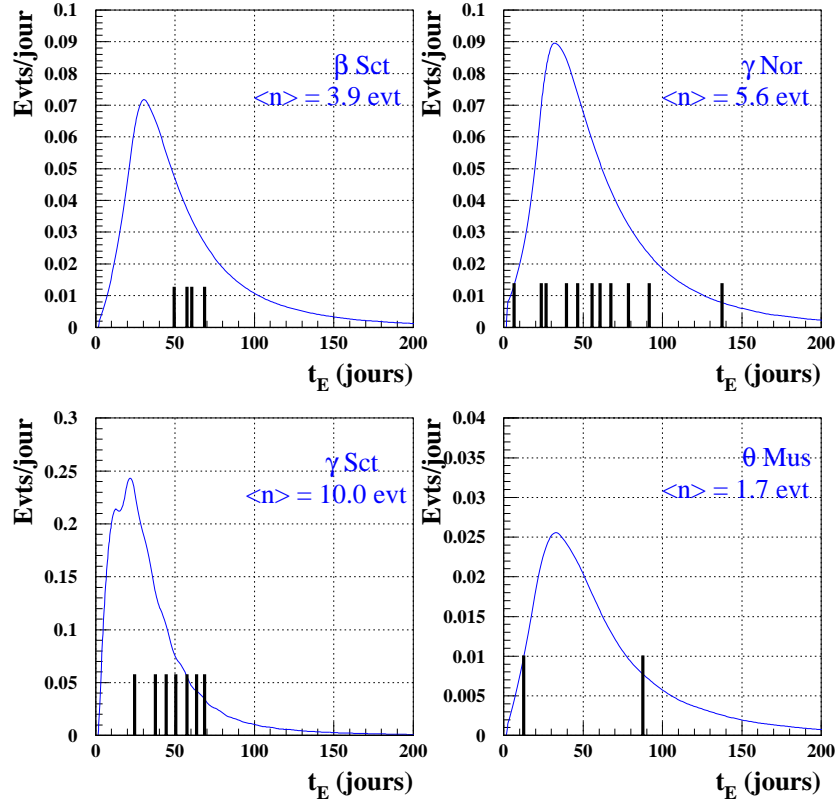 Evts/jour
0.1
0.09
0.08
0.07
0.06
0.05
0.04
0.03
0.02
0.01
0
β Sct
<n> = 3.9 evt
0 50 100 150 200
t_E (jours)
Evts/jour
0.1
0.09
0.08
0.07
0.06
0.05
0.04
0.03
0.02
0.01
0
γ Nor
<n> = 5.6 evt
0 50 100 150 200
t_E (jours)
Evts/jour
0.3
0.25
0.2
0.15
0.1
0.05
0
γ Sct
<n> = 10.0 evt
0 50 100 150 200
t_E (jours)
Evts/jour
0.045
0.04
0.035
0.03
0.025
0.02
0.015
0.01
0.005
0
θ Mus
<n> = 1.7 evt
0 50 100 150 200
t_E (jours)